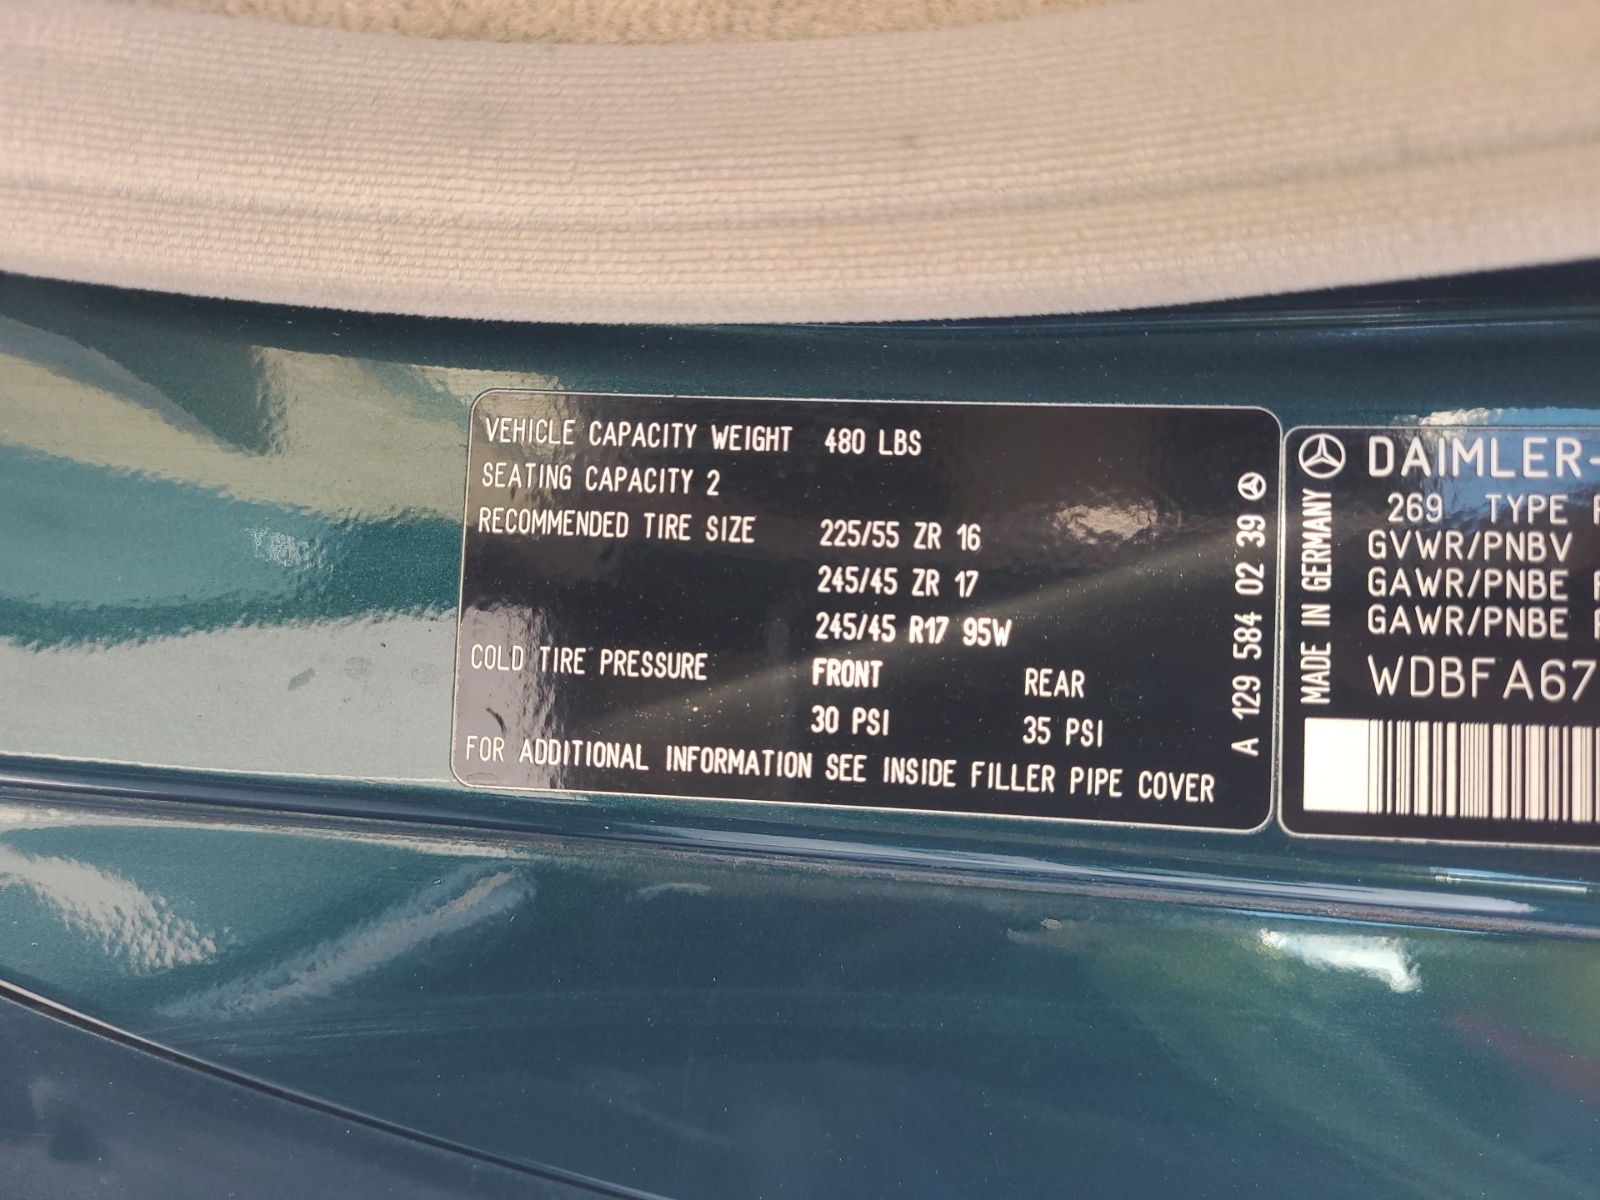 VEHICLE CAPACITY WEIGHT 480 LBS
SEATING CAPACITY 2
RECOMMENDED TIRE SIZE 225/55 ZR 16
245/45 ZR 17
245/45 R17 95W
COLD TIRE PRESSURE FRONT REAR
30 PSI 35 PSI
FOR ADDITIONAL INFORMATION SEE INSIDE FILLER PIPE COVER
A 129 584 02 39
MADE IN GERMANY
DAIMLER-
269 TYPE
GVWR/PNBV
GAWR/PNBE
GAWR/PNBE
WDBFA67